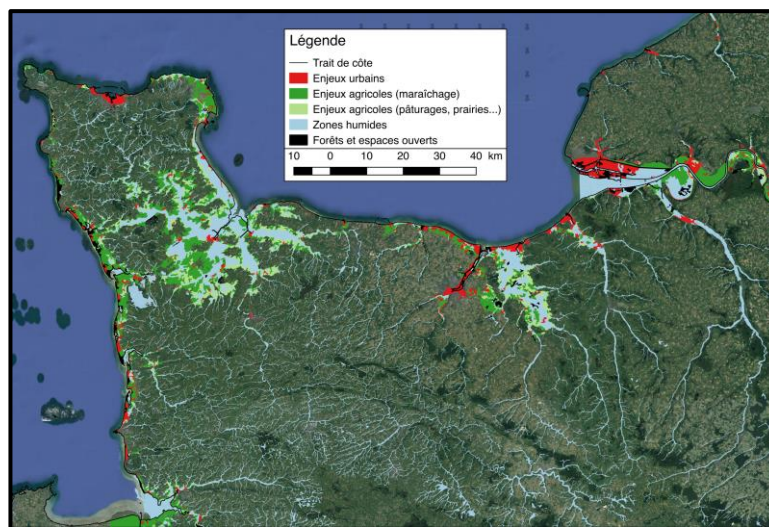 Légende
Trait de côte
Enjeux urbains
Enjeux agricoles (maraîchage)
Enjeux agricoles (pâturages, prairies...)
Zones humides
Forêts et espaces ouverts
10 0 10 20 30 40 km